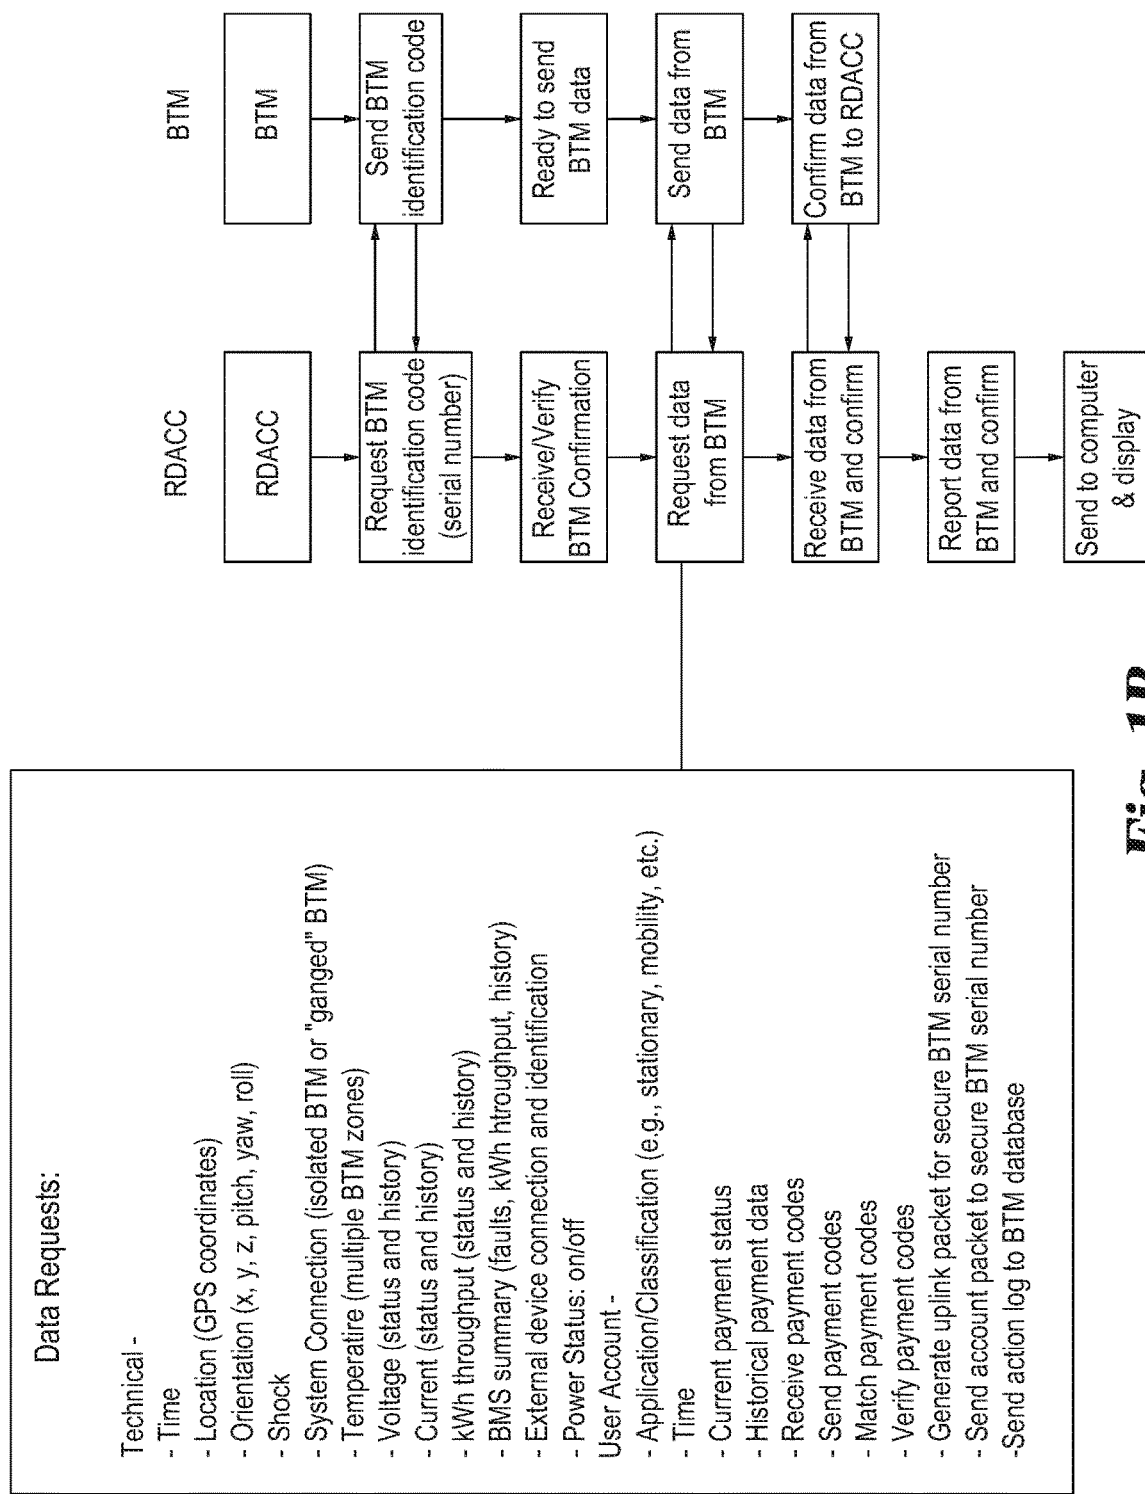 Data Requests:
Technical -
- Time
- Location (GPS coordinates)
- Orientation (x, y, z, pitch, yaw, roll)
- Shock
- System Connection (isolated BTM or "ganged" BTM)
- Temperatire (multiple BTM zones)
- Voltage (status and history)
- Current (status and history)
- kWh throughput (status and history)
- BMS summary (faults, kWh htroughput, history)
- External device connection and identification
- Power Status: on/off
User Account -
- Application/Classification (e.g., stationary, mobility, etc.)
- Time
- Current payment status
- Historical payment data
- Receive payment codes
- Send payment codes
- Match payment codes
- Verify payment codes
- Generate uplink packet for secure BTM serial number
- Send account packet to secure BTM serial number
-Send action log to BTM database
RDACC
RDACC
Request BTM
identification code
(serial number)
Receive/Verify
BTM Confirmation
Request data
from BTM
Receive data from
BTM and confirm
Report data from
BTM and confirm
Send to computer
& display
BTM
BTM
Send BTM
identification code
Ready to send
BTM data
Send data from
BTM
Confirm data from
BTM to RDACC